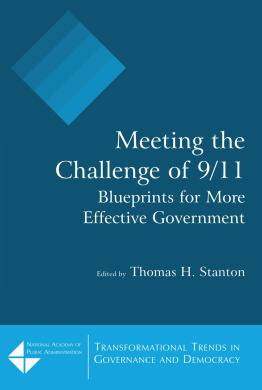 Meeting the
Challenge of 9/11
Blueprints for More
Effective Government
Edited by Thomas H. Stanton
National Academy of
Public Administration
Transformational Trends in
Governance and Democracy